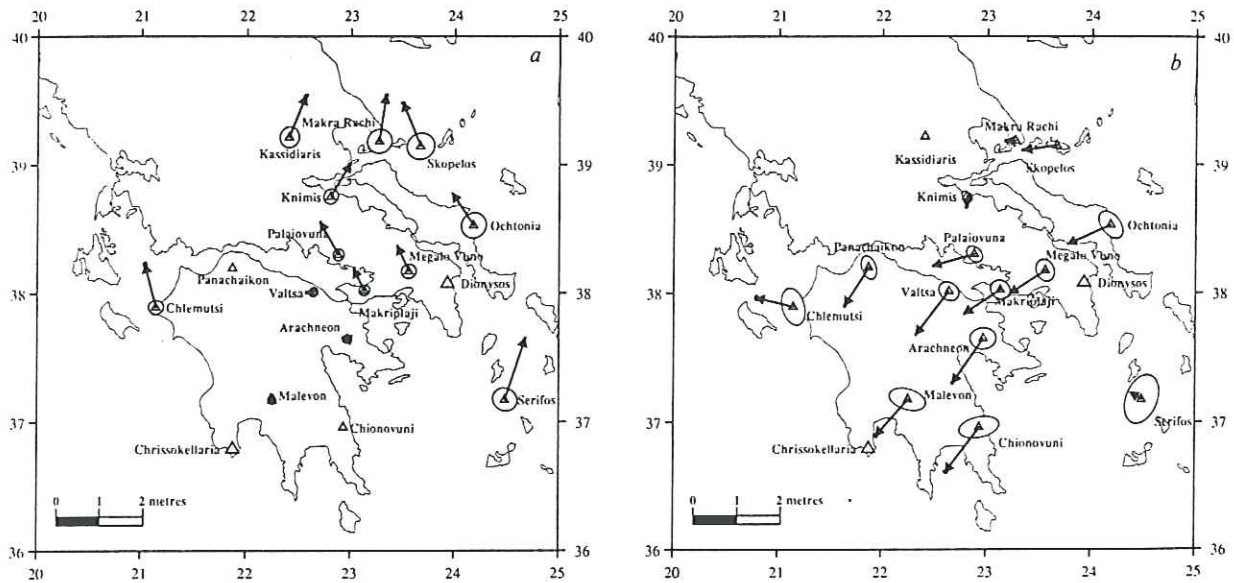 20 21 22 23 24 25
40 40
a
Makra Rachi
Kassidiaris
Skopelos
39 39
Knimis
Ochtonia
Palaiovuna
Megalo Vuno
Panachaikon
Dionysos
38 Valtsa 38
Chlemutsi
Makriplaji
Arachneon
Malevon
Serifos
37 37
Chionovuni
Chrissokellaria
0 1 2 metres
36 36
20 21 22 23 24 25
20 21 22 23 24 25
40 40
b
Makra Rachi
Kassidiaris
Skopelos
39 39
Knimis
Ochtonia
Panachaikon
Palaiovuna
Megalo Vuno
Dionysos
38 Valtsa 38
Makriplaji
Chlemutsi
Arachneon
Malevon
Serifos
37 37
Chionovuni
Chrissokellaria
0 1 2 metres
36 36
20 21 22 23 24 25